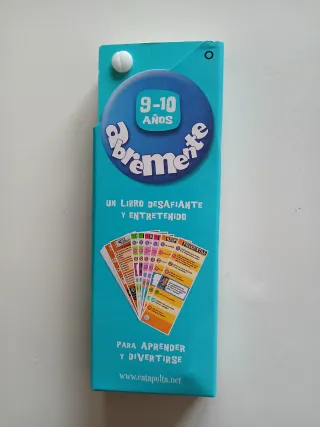 9-10
AÑOS
abremente
UN LIBRO DESAFIANTE
Y ENTRETENIDO
PARA APRENDER
Y DIVERTIRSE
www.catapulta.net